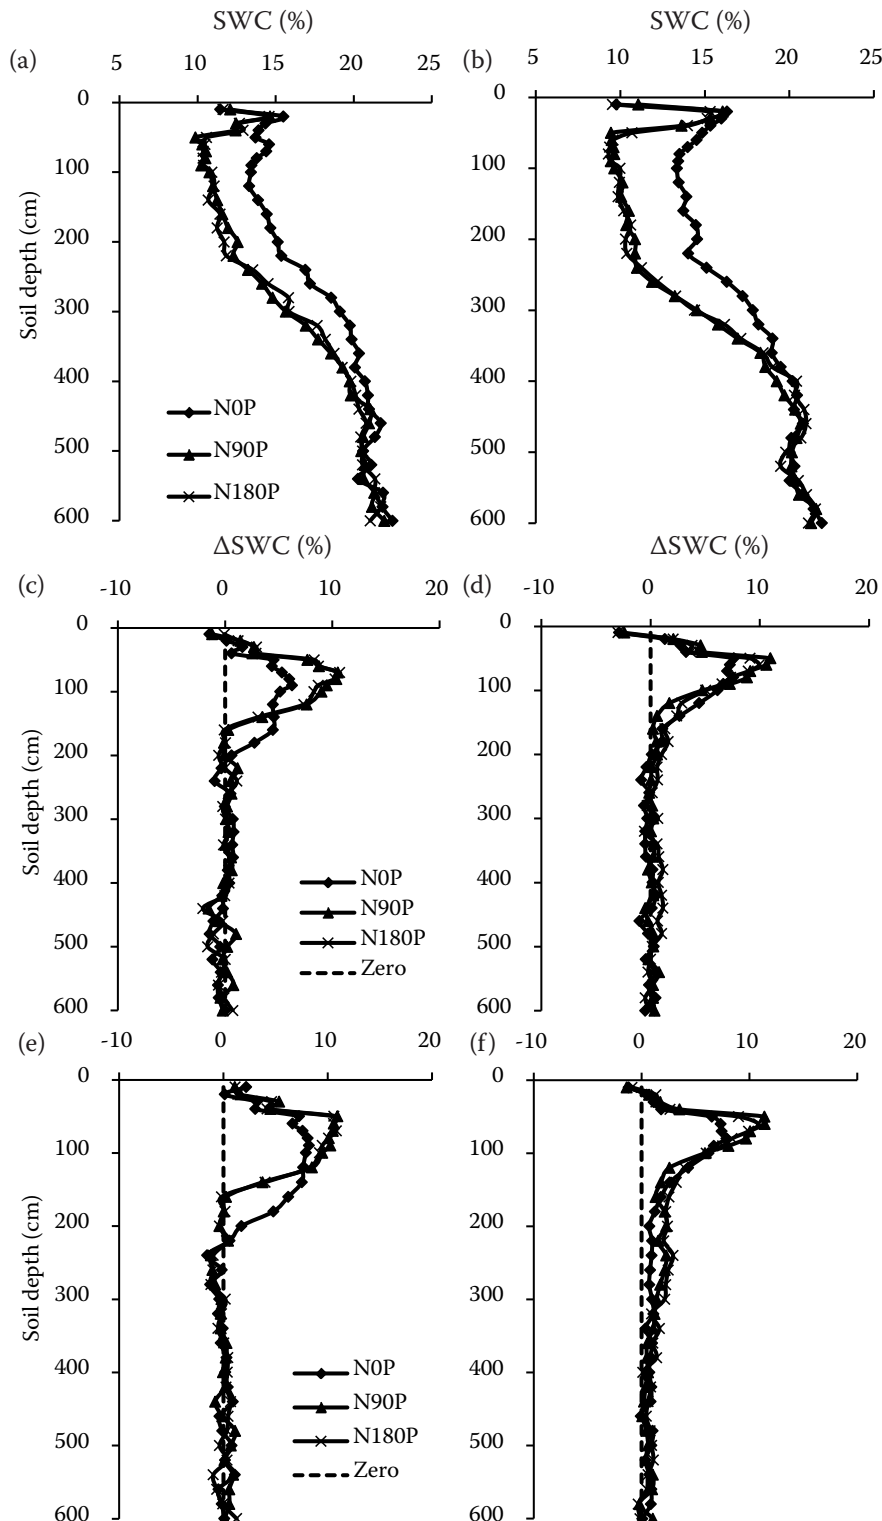 SWC (%)
SWC (%)
(a)
5 10 15 20 25
(b)
5 10 15 20 25
0
100
200
300
400
500
600
Soil depth (cm)
N0P
N90P
N180P
0
100
200
300
400
500
600
ΔSWC (%)
ΔSWC (%)
(c)
-10 0 10 20
(d)
-10 0 10 20
0
100
200
300
400
500
600
Soil depth (cm)
N0P
N90P
N180P
Zero
0
100
200
300
400
500
600
(e)
-10 0 10 20
-10 0 10 20
(f)
0
100
200
300
400
500
600
Soil depth (cm)
N0P
N90P
N180P
Zero
0
100
200
300
400
500
600